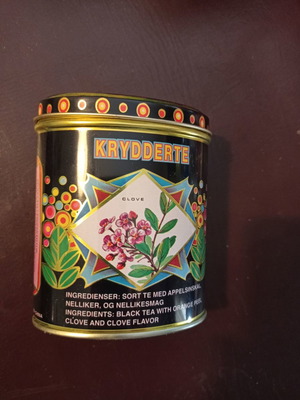 KRYDDERTE
CLOVE
INGREDIENSER: SORT TE MED APPELSINSKAL,
NELLIKER, OG NELLIKESMAG
INGREDIENTS: BLACK TEA WITH ORANGE PEEL,
CLOVE AND CLOVE FLAVOR